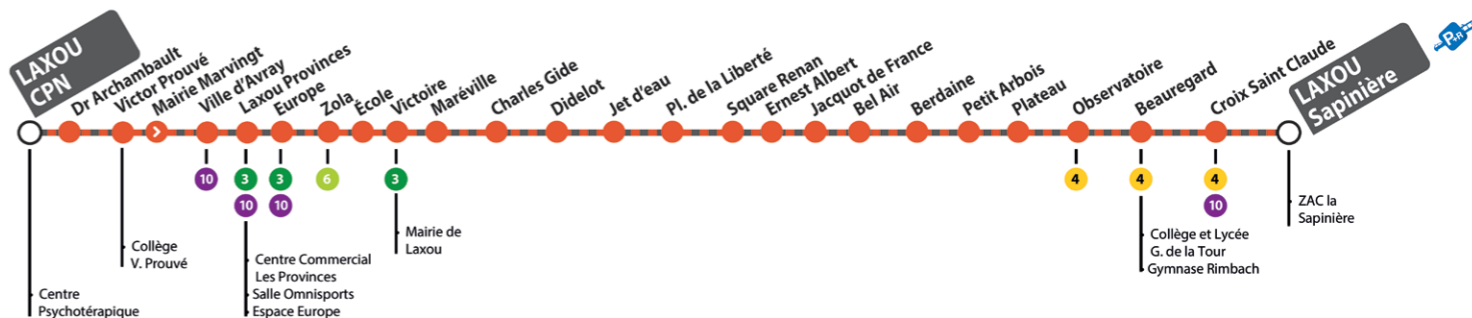 LAXOU
CPN
Dr Archambault
Victor Prouvé
Mairie Marvingt
Ville d'Avray
Laxou Provinces
Europe
Zola
École
Victoire
Maréville
Charles Gide
Didelot
Jet d'eau
Pl. de la Liberté
Square Renan
Ernest Albert
Jacquot de France
Bel Air
Berdaine
Petit Arbois
Plateau
Observatoire
Beauregard
Croix Saint Claude
LAXOU
Sapinière
P+R
10
3
10
3
10
6
3
4
4
4
10
Centre
Psychotérapique
Collège
V. Prouvé
Centre Commercial
Les Provinces
Salle Omnisports
Espace Europe
Mairie de
Laxou
Collège et Lycée
G. de la Tour
Gymnase Rimbach
ZAC la
Sapinière